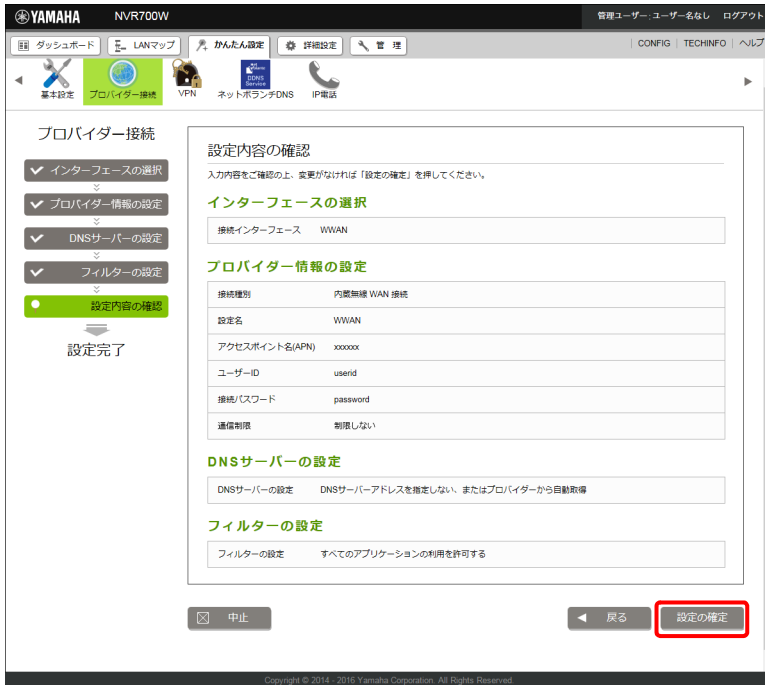 YAMAHA NVR700W 管理ユーザー:ユーザー名なし ログアウト
ダッシュボード LANマップ かんたん設定 詳細設定 管 理 CONFIG | TECHINFO | ヘルプ
基本設定 プロバイダー接続 VPN ネットボランチDNS IP電話
DDNS
Service
プロバイダー接続
インターフェースの選択
プロバイダー情報の設定
DNSサーバーの設定
フィルターの設定
設定内容の確認
設定完了
設定内容の確認
入力内容をご確認の上、変更がなければ「設定の確定」を押してください。
インターフェースの選択
接続インターフェース WWAN
プロバイダー情報の設定
接続種別 内蔵無線 WAN 接続
設定名 WWAN
アクセスポイント名(APN) xxxxxx
ユーザーID userid
接続パスワード password
通信制限 制限しない
DNSサーバーの設定
DNSサーバーの設定 DNSサーバーアドレスを指定しない、またはプロバイダーから自動取得
フィルターの設定
フィルターの設定 すべてのアプリケーションの利用を許可する
中止 戻る 設定の確定
Copyright © 2014 - 2016 Yamaha Corporation. All Rights Reserved.